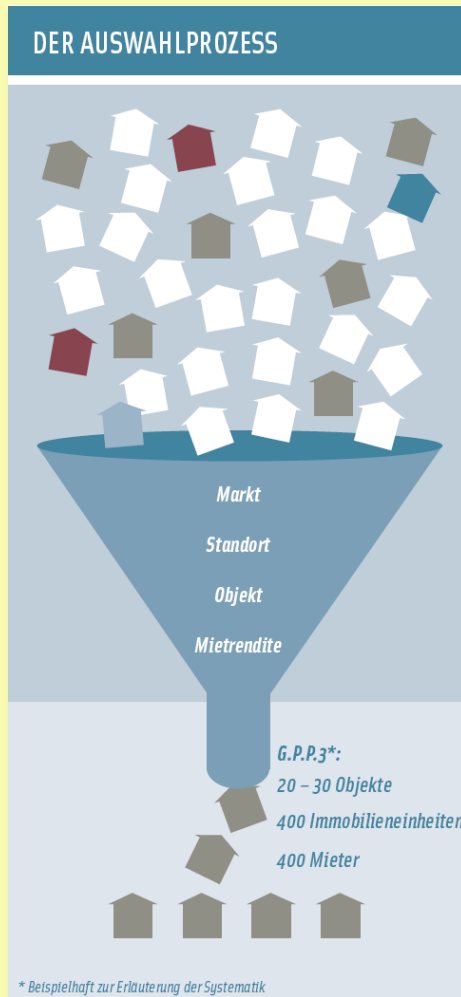 DER AUSWAHLPROZESS
Markt
Standort
Objekt
Mietrendite
G.P.P.3*:
20 – 30 Objekte
400 Immobilieneinheiten
400 Mieter
* Beispielhaft zur Erläuterung der Systematik